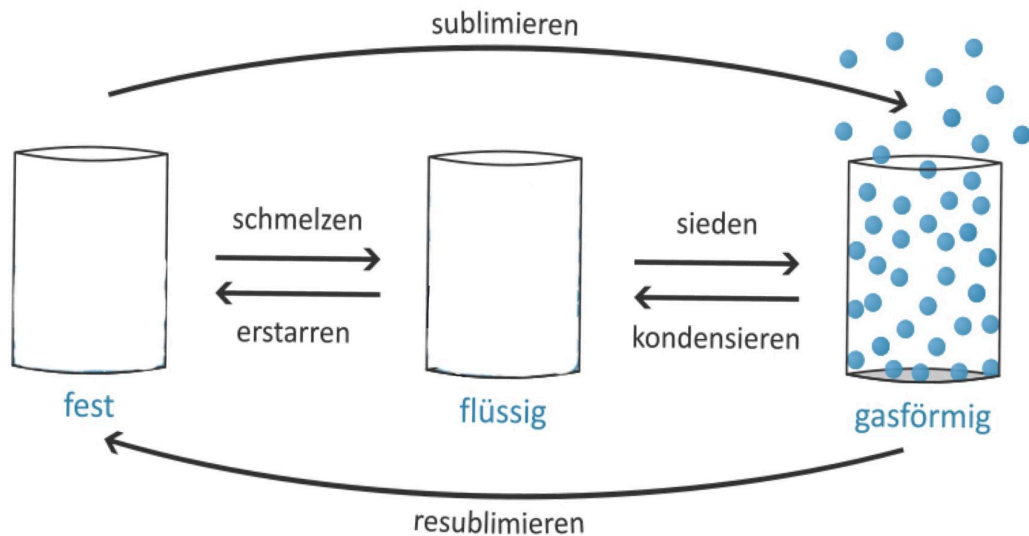 sublimieren
schmelzen
sieden
erstarren
kondensieren
fest
flüssig
gasförmig
resublimieren